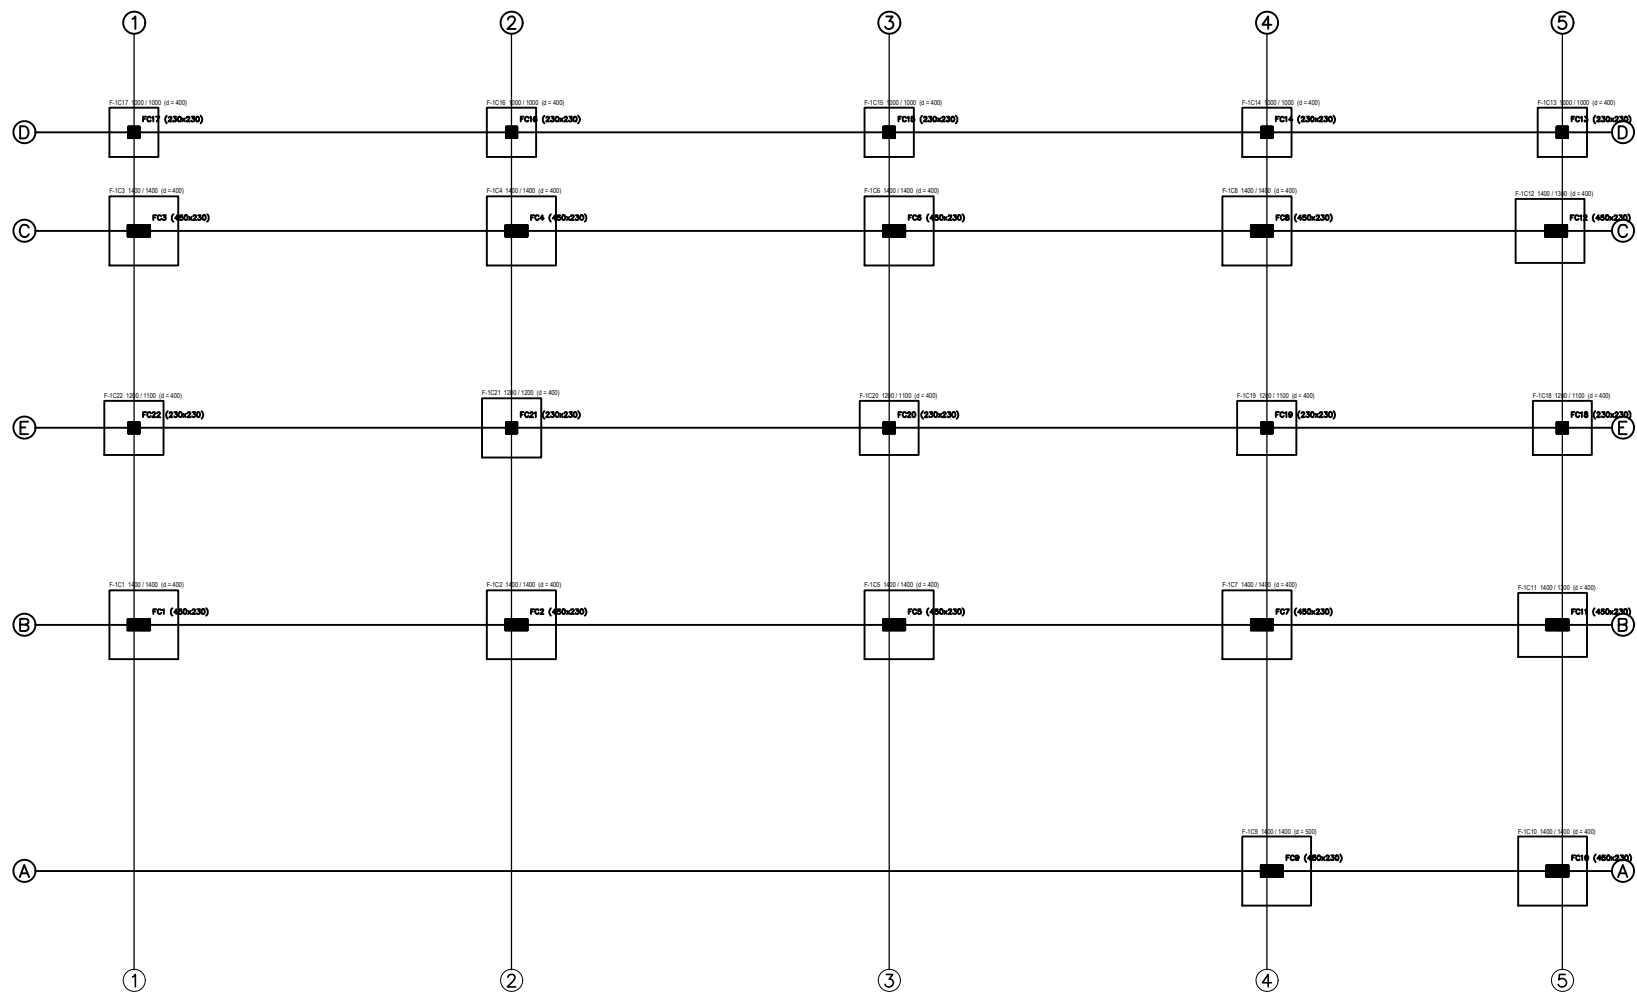 1 2 3 4 5
F-1C17 1000 / 1000 (d = 400) F-1C16 1000 / 1000 (d = 400) F-1C15 1000 / 1000 (d = 400) F-1C14 1000 / 1000 (d = 400) F-1C13 1000 / 1000 (d = 400)
FC17 (230x230) FC16 (230x230) FC15 (230x230) FC14 (230x230) FC13 (230x230)
D D
F-1C3 1400 / 1400 (d = 400) F-1C4 1400 / 1400 (d = 400) F-1C6 1400 / 1400 (d = 400) F-1C8 1400 / 1400 (d = 400) F-1C12 1400 / 1300 (d = 400)
FC3 (450x230) FC4 (450x230) FC6 (450x230) FC8 (450x230) FC12 (450x230)
C C
F-1C22 1200 / 1100 (d = 400) F-1C21 1200 / 1200 (d = 400) F-1C20 1200 / 1100 (d = 400) F-1C19 1200 / 1100 (d = 400) F-1C18 1200 / 1100 (d = 400)
FC22 (230x230) FC21 (230x230) FC20 (230x230) FC19 (230x230) FC18 (230x230)
E E
F-1C1 1400 / 1400 (d = 400) F-1C2 1400 / 1400 (d = 400) F-1C5 1400 / 1400 (d = 400) F-1C7 1400 / 1400 (d = 400) F-1C11 1400 / 1300 (d = 400)
FC1 (450x230) FC2 (450x230) FC5 (450x230) FC7 (450x230) FC11 (450x230)
B B
F-1C9 1400 / 1400 (d = 500) F-1C10 1400 / 1400 (d = 400)
FC9 (450x230) FC10 (450x230)
A A
1 2 3 4 5